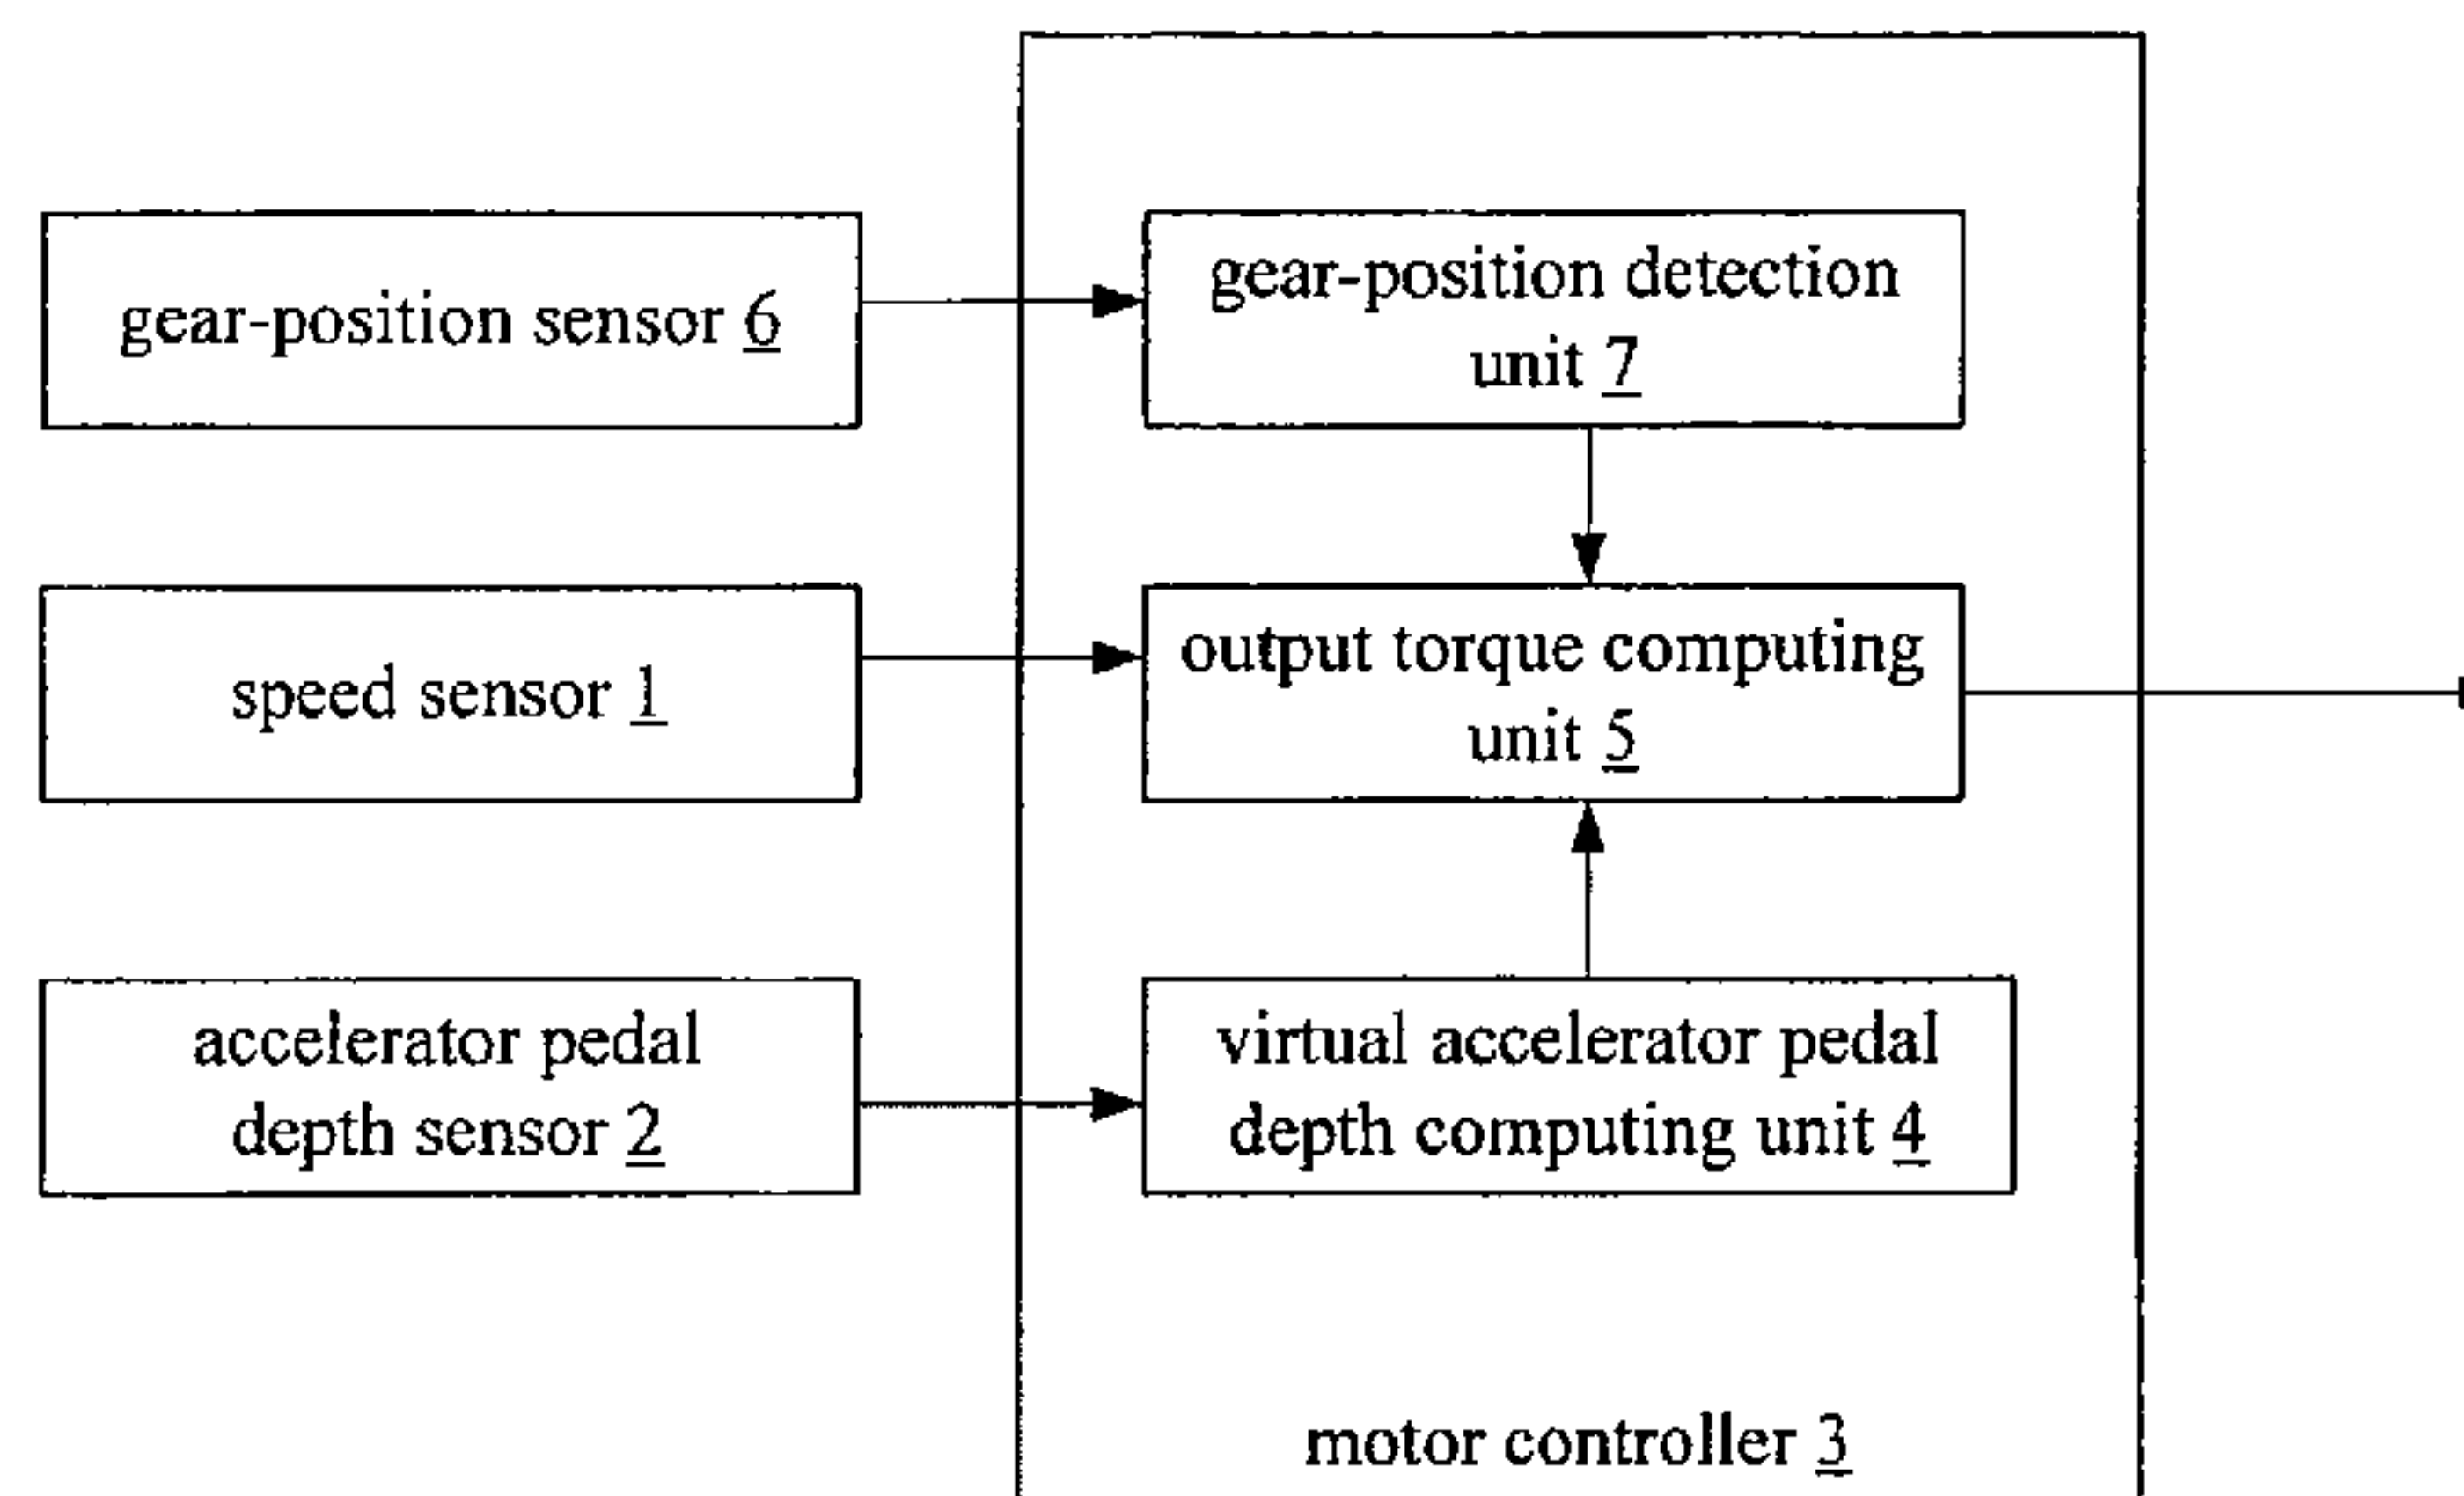 gear-position sensor 6
gear-position detection
unit 7
speed sensor 1
output torque computing
unit 5
accelerator pedal
depth sensor 2
virtual accelerator pedal
depth computing unit 4
motor controller 3